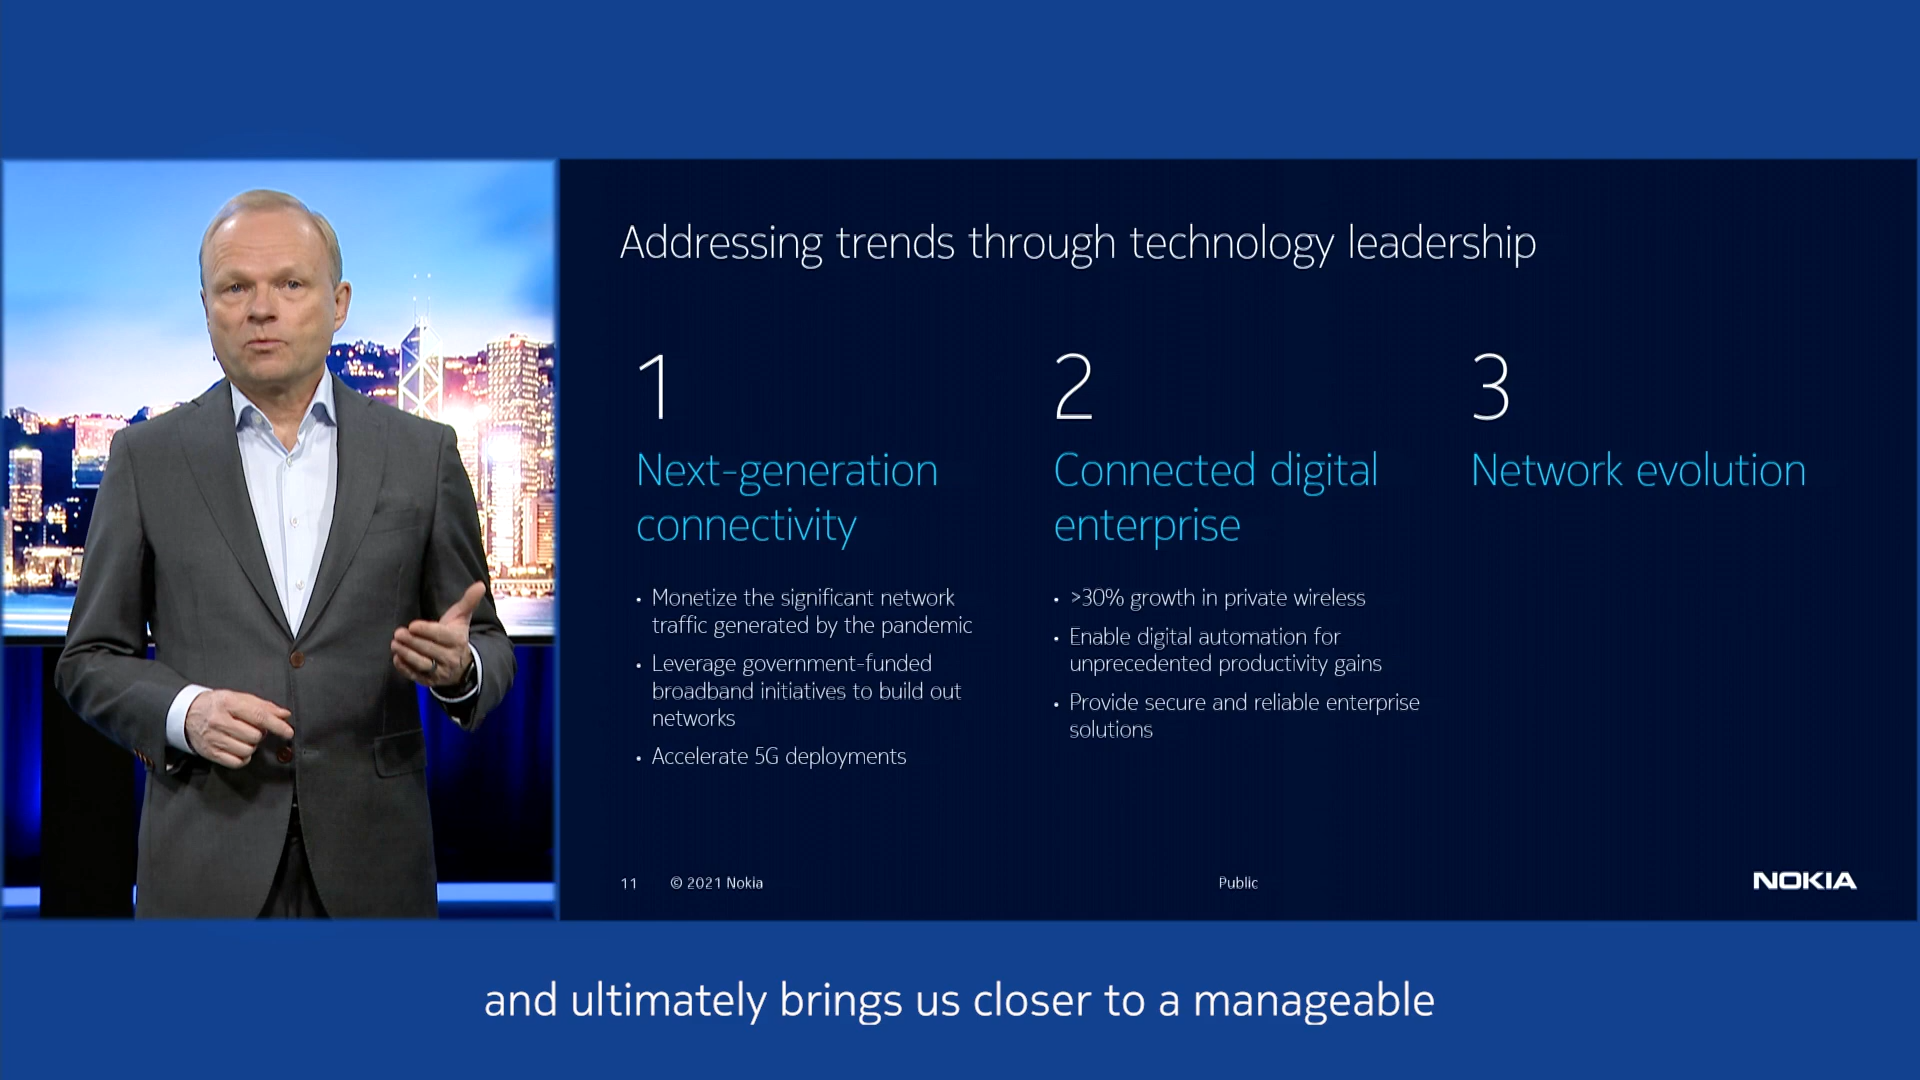 Addressing trends through technology leadership
1
Next-generation
connectivity
• Monetize the significant network
traffic generated by the pandemic
• Leverage government-funded
broadband initiatives to build out
networks
• Accelerate 5G deployments
2
Connected digital
enterprise
• >30% growth in private wireless
• Enable digital automation for
unprecedented productivity gains
• Provide secure and reliable enterprise
solutions
3
Network evolution
11 © 2021 Nokia Public NOKIA
and ultimately brings us closer to a manageable